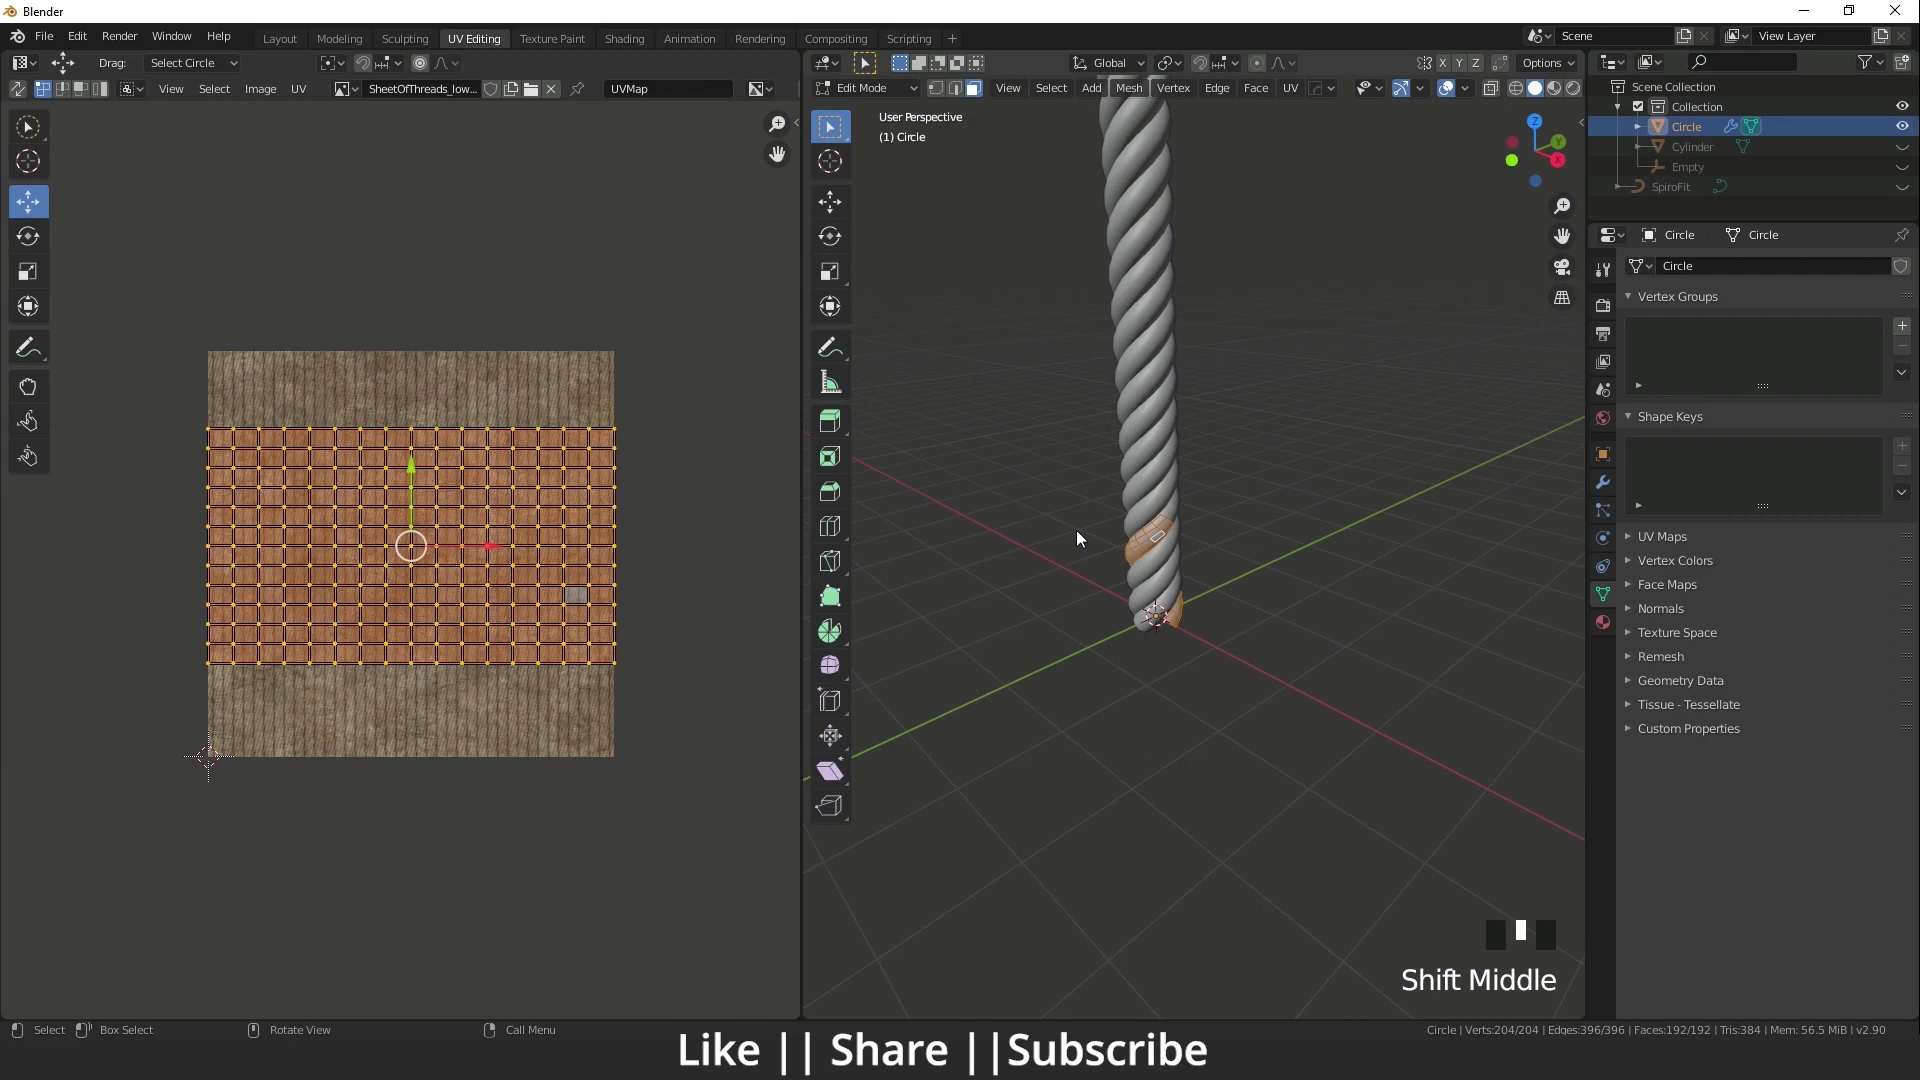 Blender
File Edit Render Window Help
Layout Modeling Sculpting UV Editing Texture Paint Shading Animation Rendering Compositing Scripting +
Scene
View Layer
Drag: Select Circle
Global
X Y Z
Options
View Select Image UV
SheetOfThreads_low...
UVMap
Edit Mode
View Select Add Mesh Vertex Edge Face UV
User Perspective
(1) Circle
Z
Y
X
Scene Collection
Collection
Circle
Cylinder
Empty
SpiroFit
Circle
Circle
Circle
Vertex Groups
Shape Keys
UV Maps
Vertex Colors
Face Maps
Normals
Texture Space
Remesh
Geometry Data
Tissue - Tessellate
Custom Properties
Shift Middle
Select
Box Select
Rotate View
Call Menu
Circle | Verts:204/204 | Edges:396/396 | Faces:192/192 | Tris:384 | Mem: 56.5 MiB | v2.90
Like || Share ||Subscribe